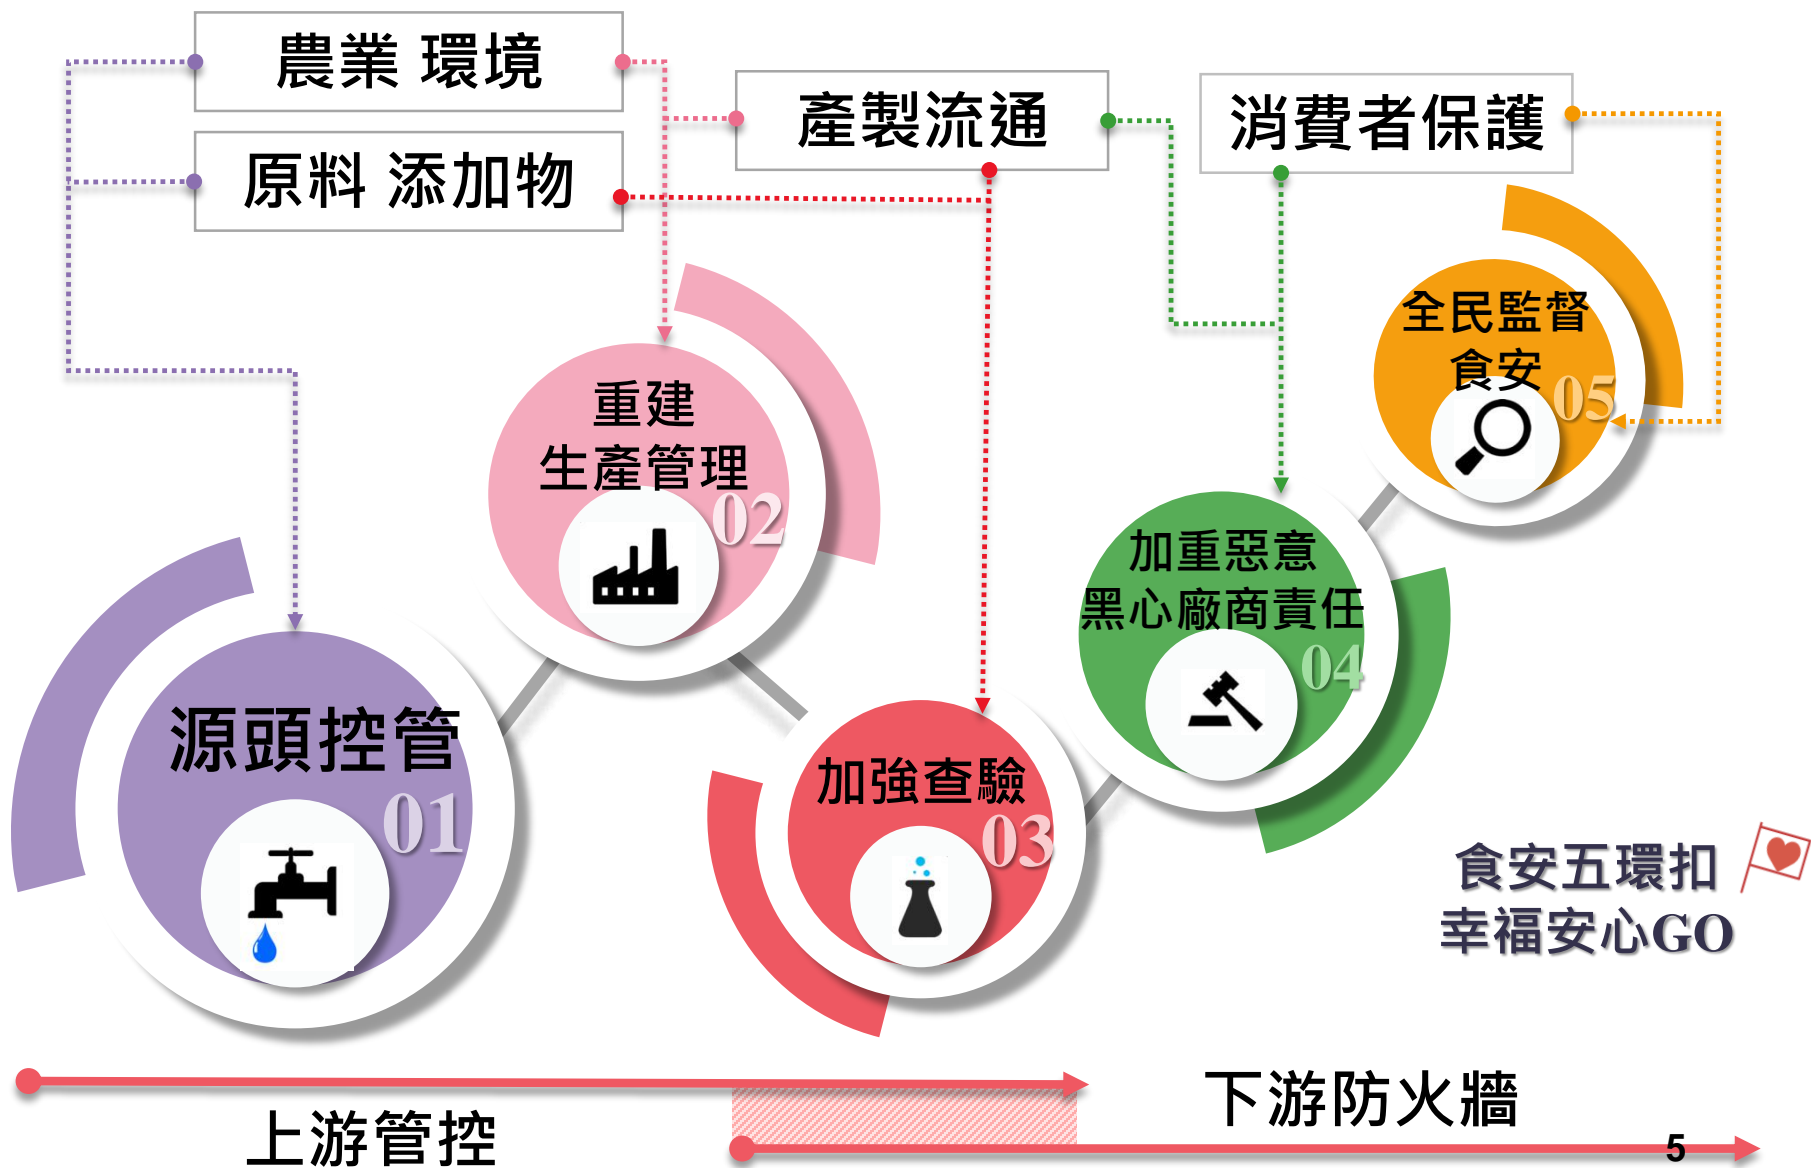 農業 環境
原料 添加物
產製流通
消費者保護
全民監督
食安
05
重建
生產管理
02
加重惡意
黑心廠商責任
04
源頭控管
01
加強查驗
03
食安五環扣
幸福安心GO
下游防火牆
上游管控
5